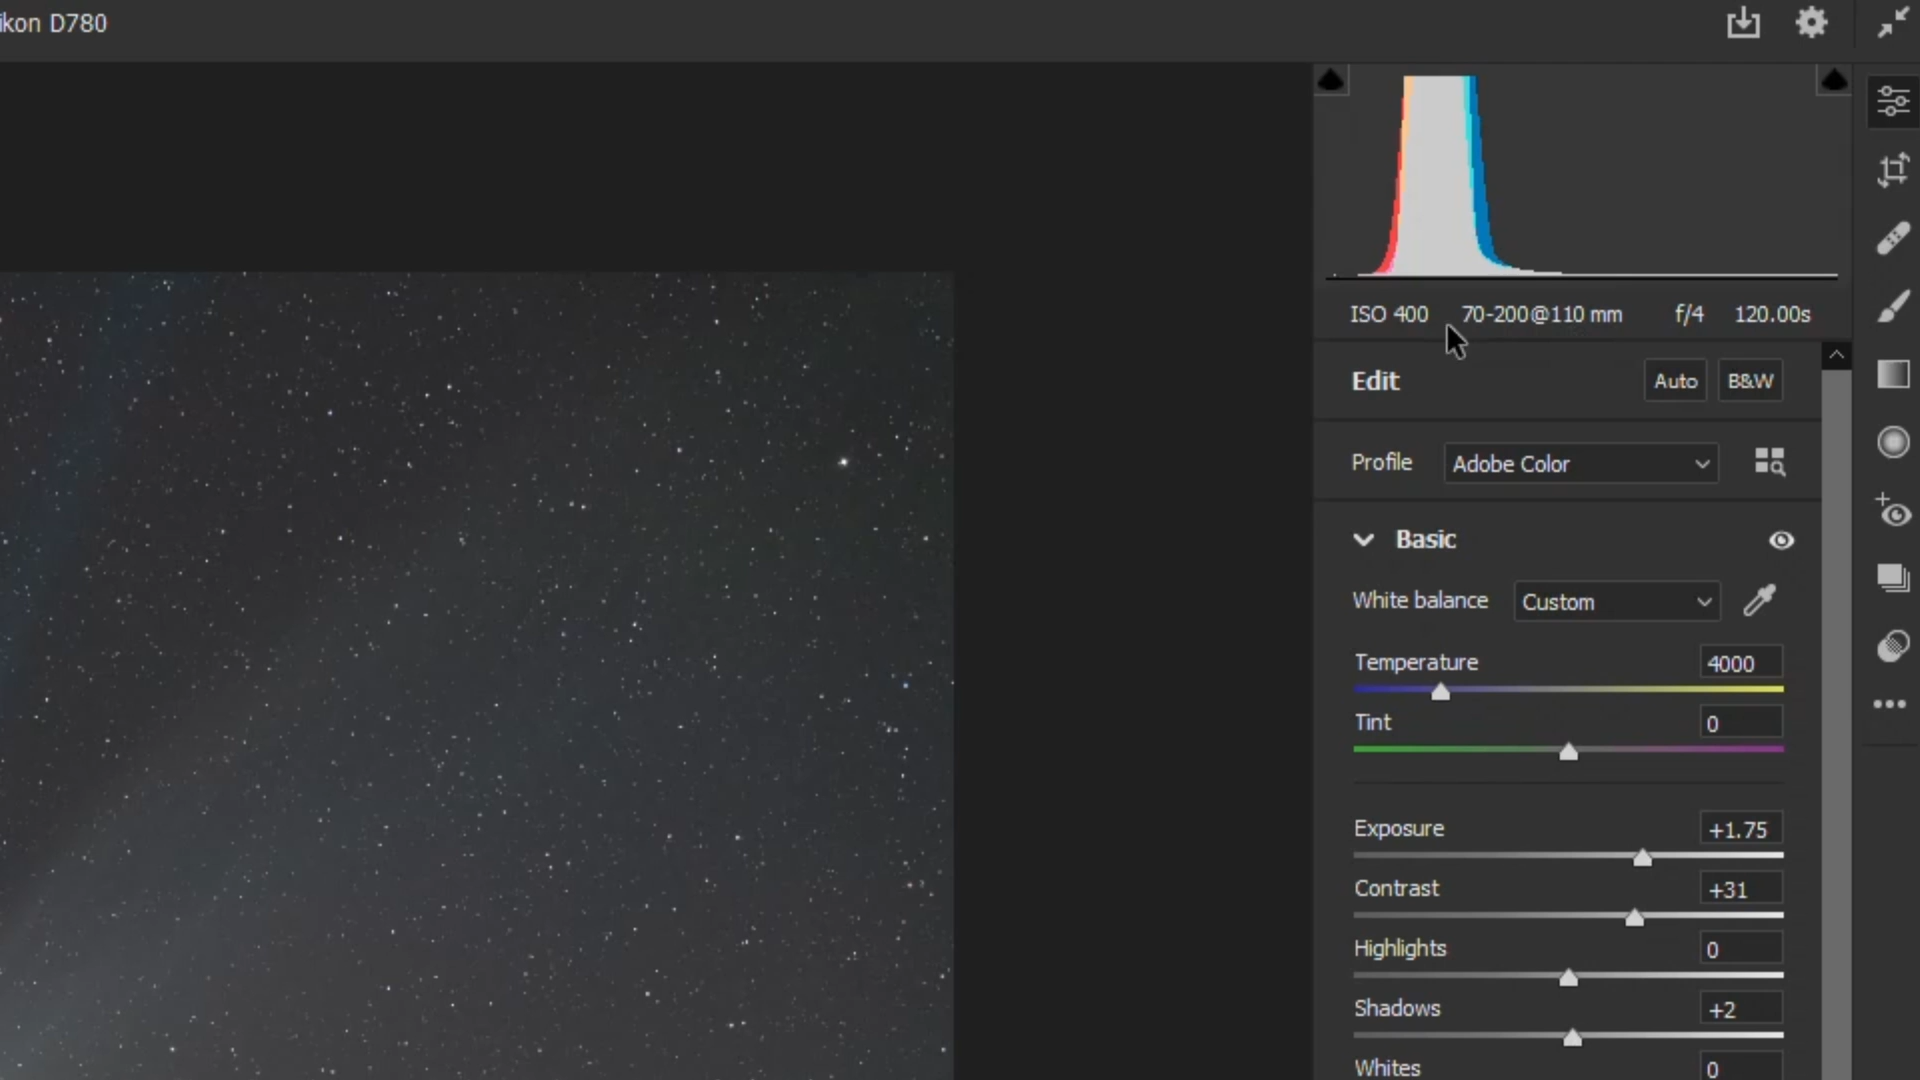 ikon D780
ISO 400 70-200@110 mm f/4 120.00s
Edit Auto B&W
Profile Adobe Color
Basic
White balance Custom
Temperature 4000
Tint 0
Exposure +1.75
Contrast +31
Highlights 0
Shadows +2
Whites 0